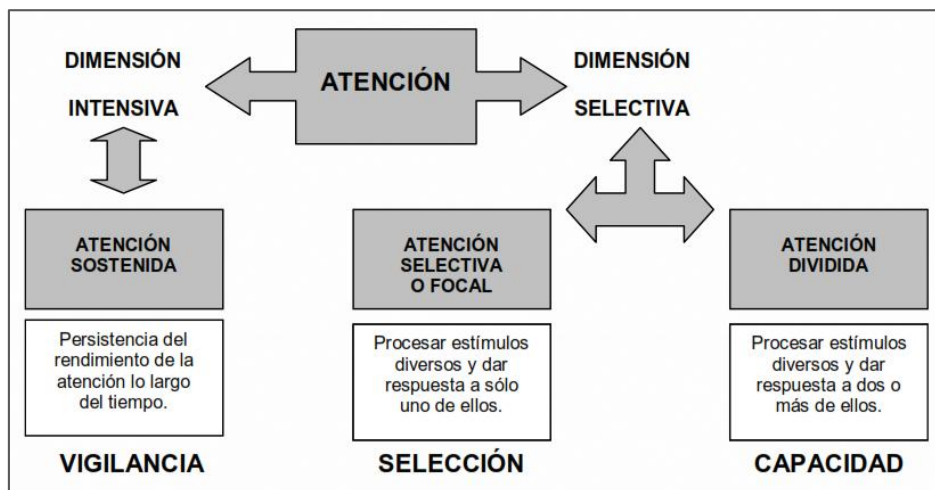 ATENCIÓN
DIMENSIÓN
INTENSIVA
DIMENSIÓN
SELECTIVA
ATENCIÓN
SOSTENIDA
Persistencia del
rendimiento de la
atención lo largo
del tiempo.
VIGILANCIA
ATENCIÓN
SELECTIVA
O FOCAL
Procesar estímulos
diversos y dar
respuesta a sólo
uno de ellos.
SELECCIÓN
ATENCIÓN
DIVIDIDA
Procesar estímulos
diversos y dar
respuesta a dos o
más de ellos.
CAPACIDAD